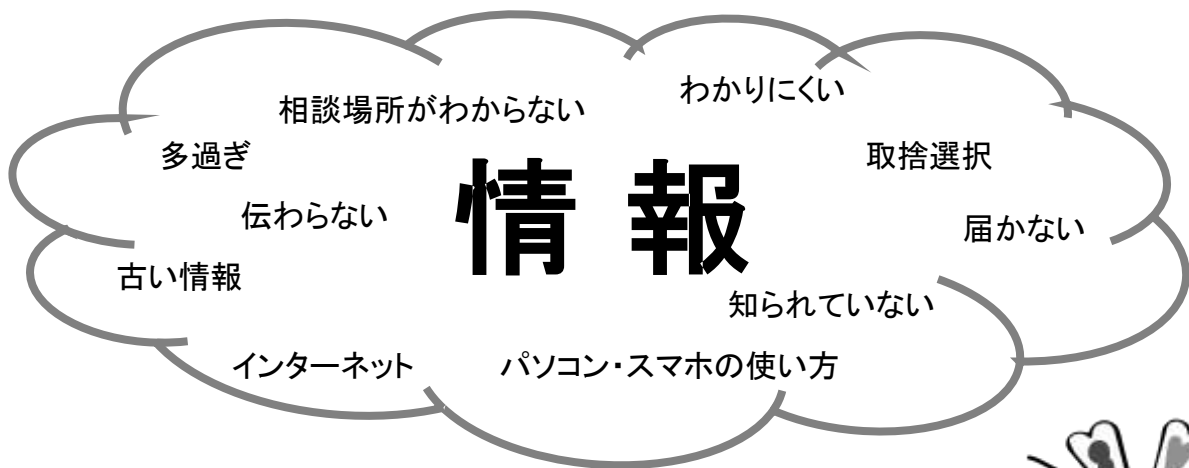 わかりにくい
相談場所がわからない
多過ぎ
取捨選択
情報
伝わらない
届かない
古い情報
知られていない
インターネット
パソコン・スマホの使い方